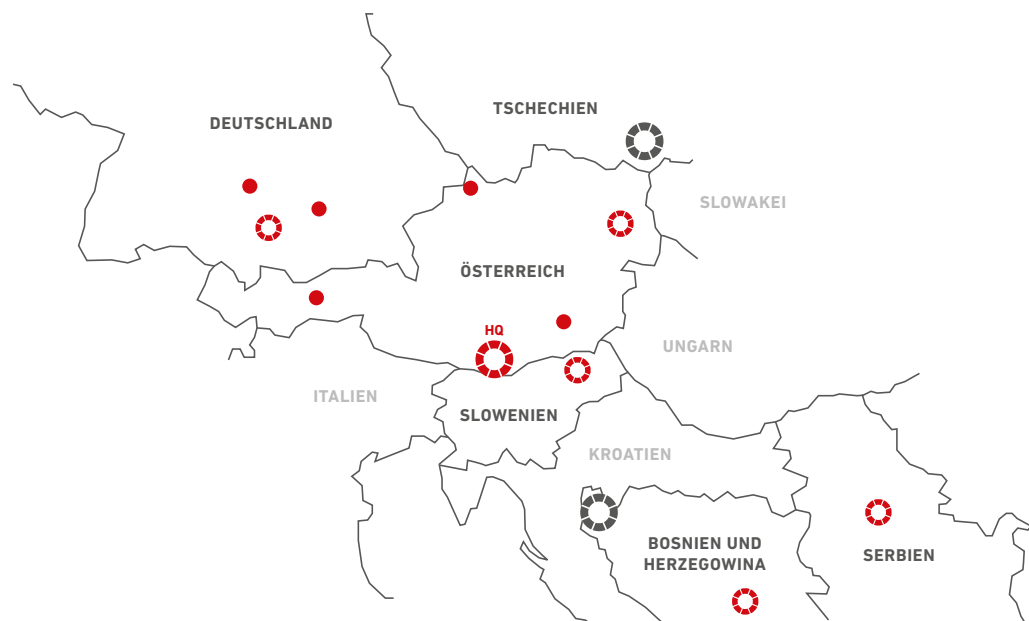 TSCHECHIEN
DEUTSCHLAND
SLOWAKEI
ÖSTERREICH
HQ
UNGARN
ITALIEN
SLOWENIEN
KROATIEN
BOSNIEN UND
HERZEGOWINA
SERBIEN